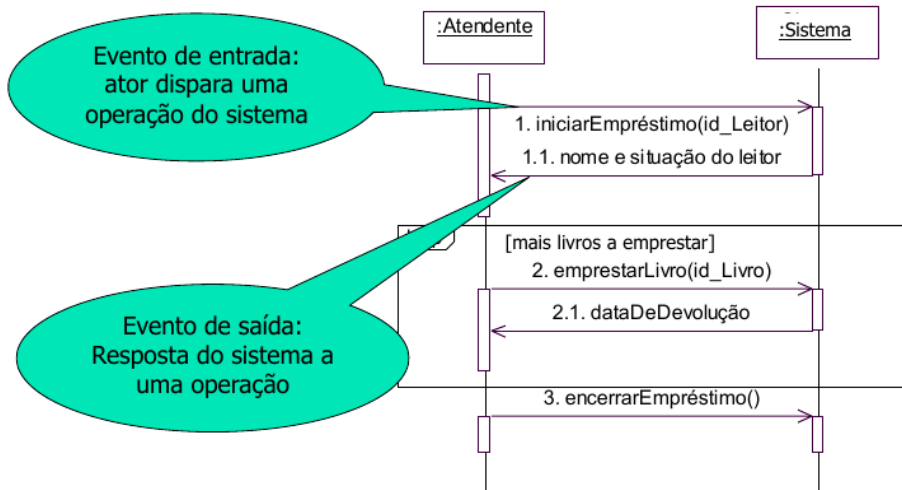 :Atendente
:Sistema
Evento de entrada:
ator dispara uma
operação do sistema
1. iniciarEmpréstimo(id_Leitor)
1.1. nome e situação do leitor
[mais livros a emprestar]
2. emprestarLivro(id_Livro)
2.1. dataDeDevolução
Evento de saída:
Resposta do sistema a
uma operação
3. encerrarEmpréstimo()